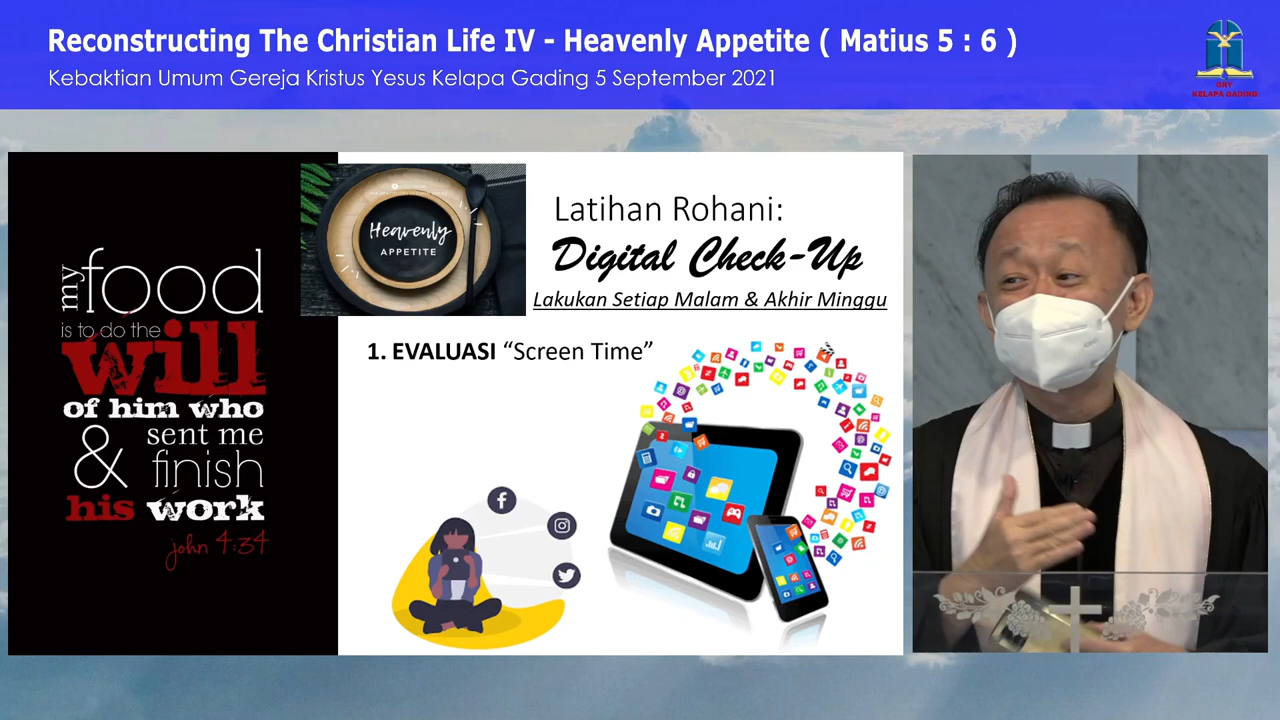 Reconstructing The Christian Life IV - Heavenly Appetite ( Matius 5 : 6 )
Kebaktian Umum Gereja Kristus Yesus Kelapa Gading 5 September 2021
GKY
KELAPA GADING
my food
is to do the
will
of him who
& sent me
finish
his work
john 4:34
Heavenly
APPETITE
Latihan Rohani:
Digital Check-Up
Lakukan Setiap Malam & Akhir Minggu
1. EVALUASI “Screen Time”